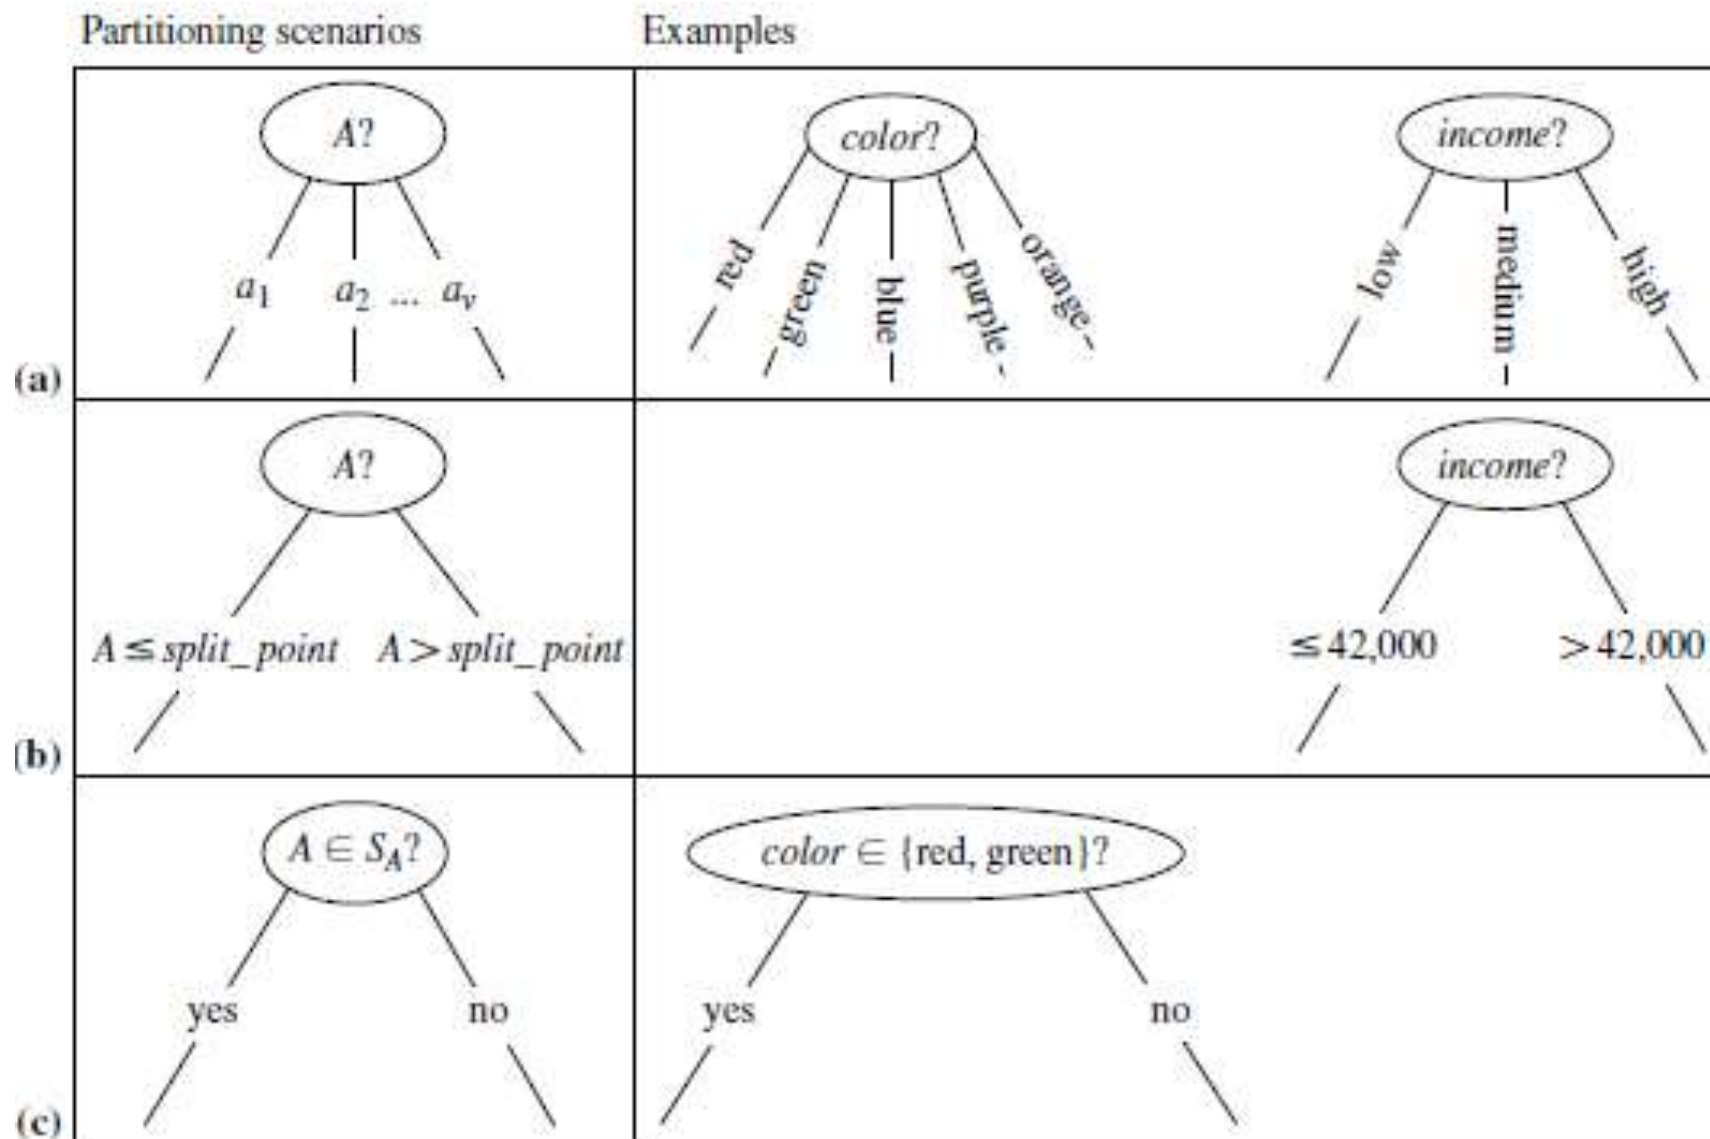 Partitioning scenarios Examples
A? color? income?
a1 a2 ... av red green blue purple orange low medium high
(a)
A? income?
A ≤ split_point A > split_point ≤ 42,000 > 42,000
(b)
A ∈ SA? color ∈ {red, green}?
yes no yes no
(c)